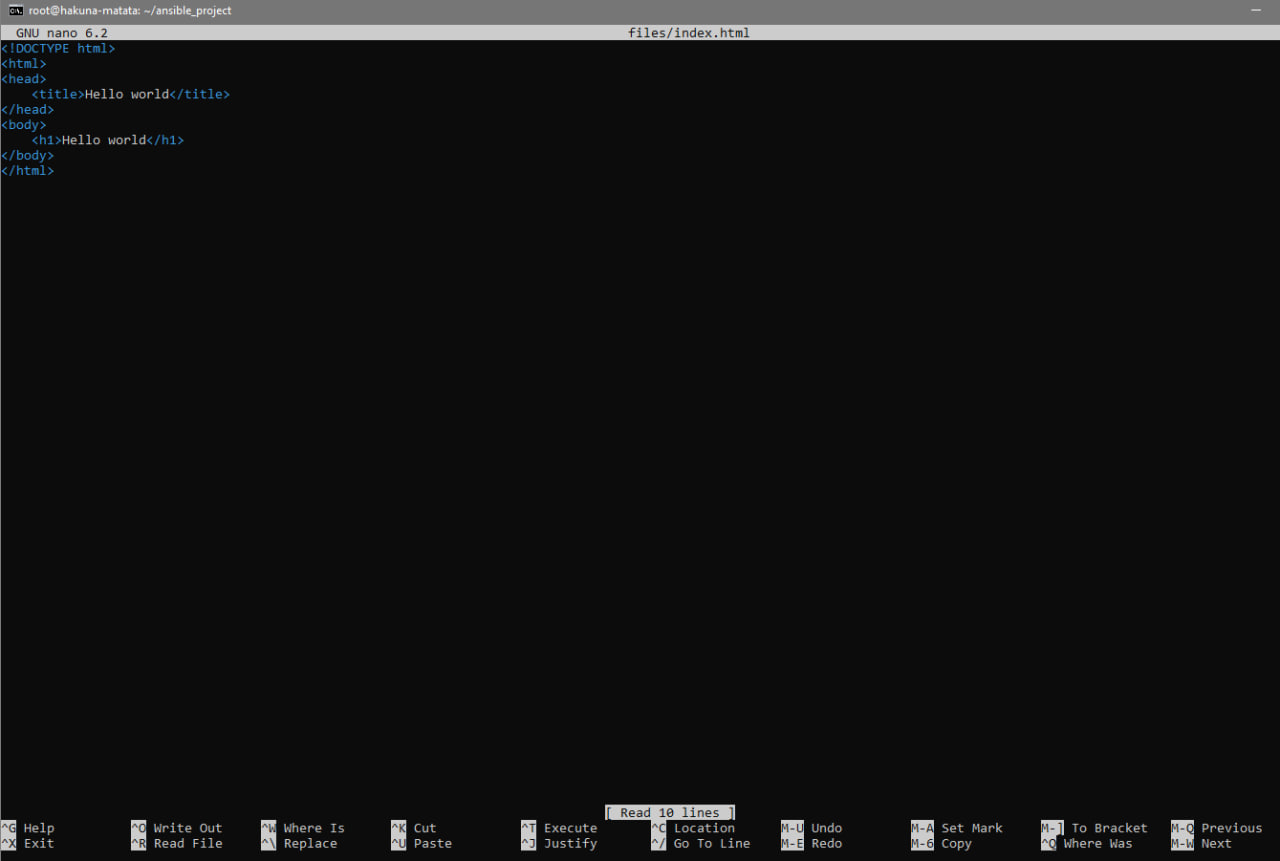 root@hakuna-matata: ~/ansible_project
GNU nano 6.2 files/index.html
<!DOCTYPE html>
<html>
<head>
    <title>Hello world</title>
</head>
<body>
    <h1>Hello world</h1>
</body>
</html>
[ Read 10 lines ]
^G Help ^O Write Out ^W Where Is ^K Cut ^T Execute ^C Location M-U Undo M-A Set Mark M-] To Bracket M-Q Previous
^X Exit ^R Read File ^\ Replace ^U Paste ^J Justify ^/ Go To Line M-E Redo M-6 Copy ^Q Where Was M-W Next